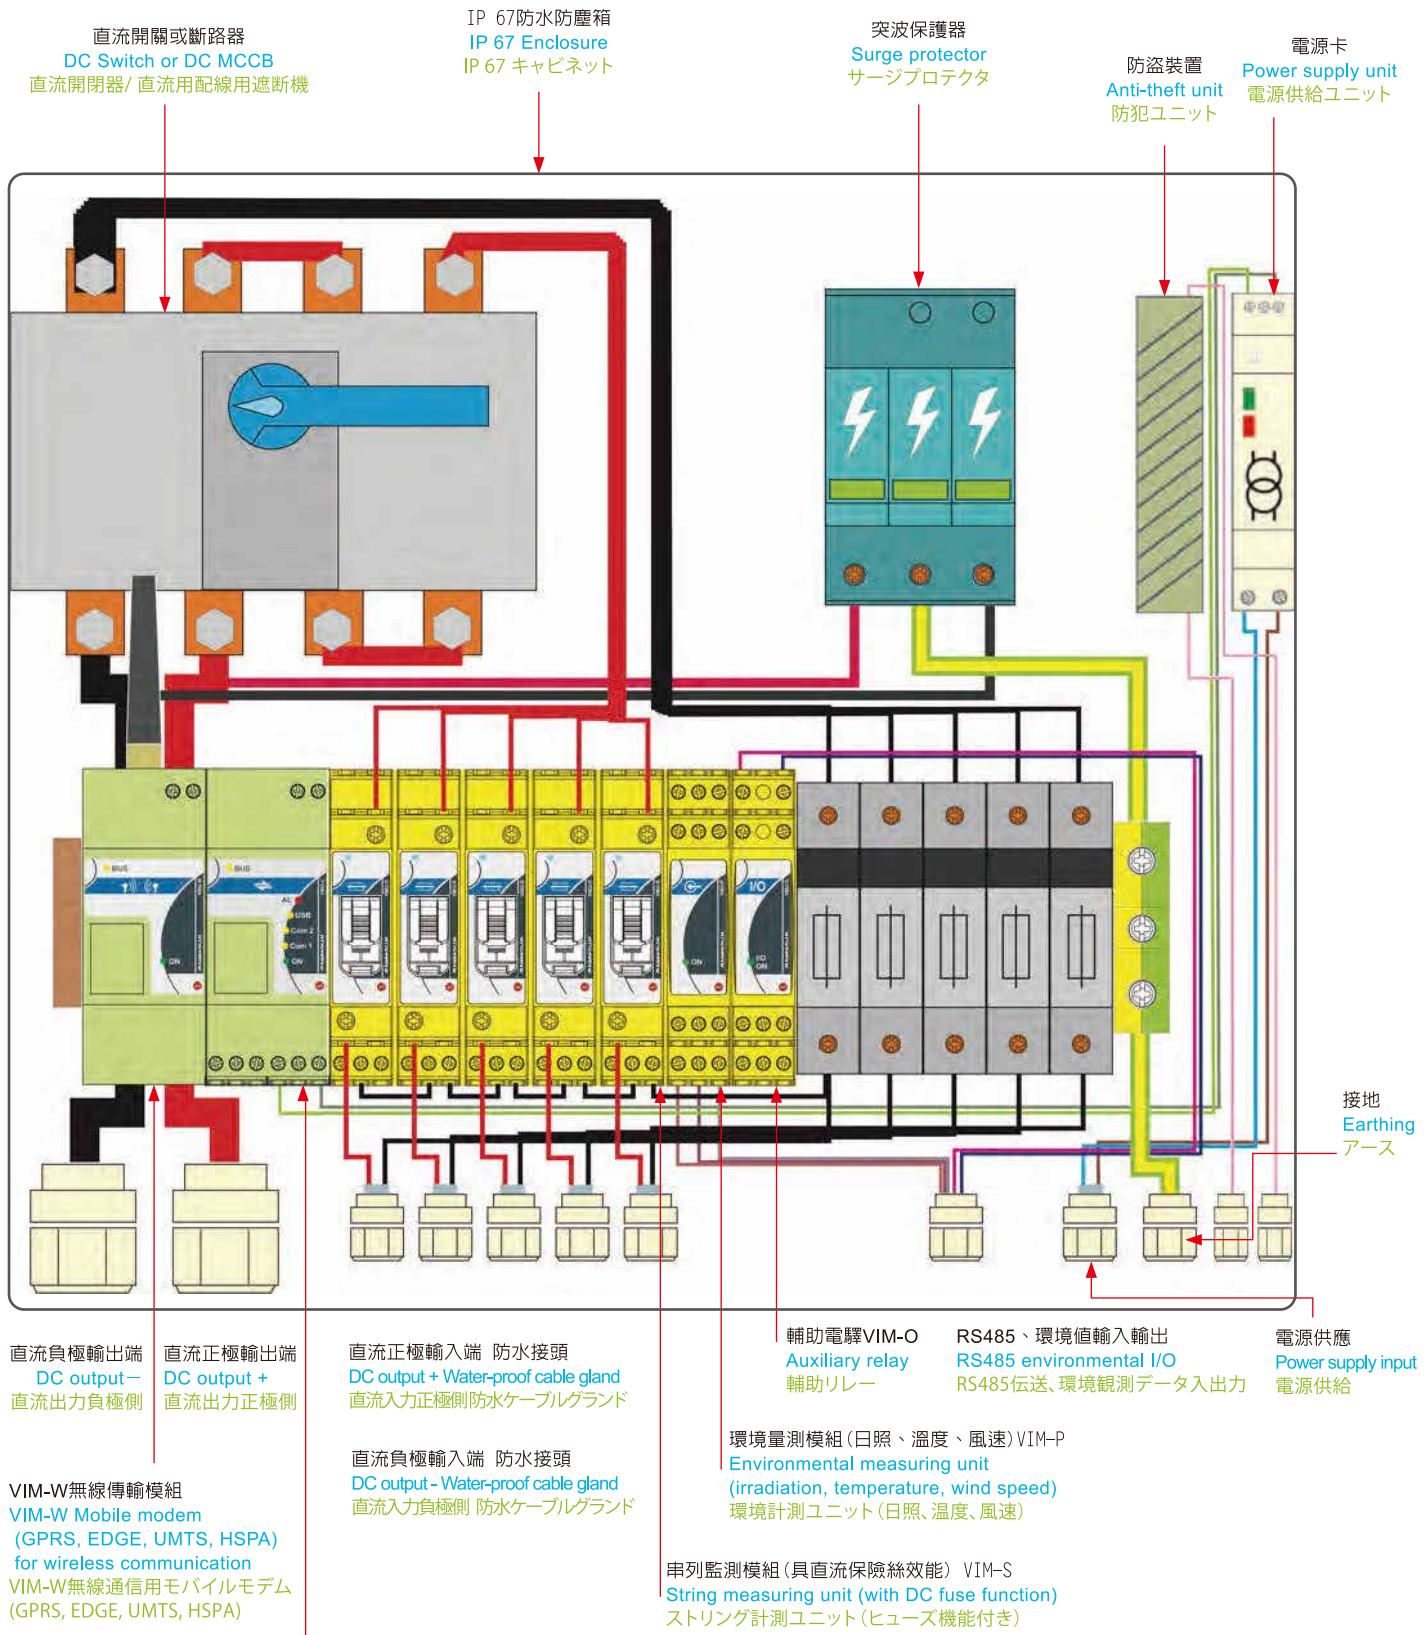 直流開關或斷路器
DC Switch or DC MCCB
直流開閉器/ 直流用配線用遮断機
IP 67防水防塵箱
IP 67 Enclosure
IP 67 キャビネット
突波保護器
Surge protector
サージプロテクタ
防盜裝置
Anti-theft unit
防犯ユニット
電源卡
Power supply unit
電源供給ユニット
BUS
ON
BUS
AL
USB
Com 2
Com 1
ON
ON
I/O
I/O
ON
接地
Earthing
アース
直流負極輸出端
DC output－
直流出力負極側
直流正極輸出端
DC output +
直流出力正極側
直流正極輸入端 防水接頭
DC output + Water-proof cable gland
直流入力正極側防水ケーブルグランド
直流負極輸入端 防水接頭
DC output - Water-proof cable gland
直流入力負極側 防水ケーブルグランド
輔助電驛VIM-O
Auxiliary relay
輔助リレー
RS485、環境値輸入輸出
RS485 environmental I/O
RS485伝送、環境観測データ入出力
電源供應
Power supply input
電源供給
環境量測模組(日照、溫度、風速)VIM-P
Environmental measuring unit
(irradiation, temperature, wind speed)
環境計測ユニット(日照、温度、風速)
VIM-W無線傳輸模組
VIM-W Mobile modem
(GPRS, EDGE, UMTS, HSPA)
for wireless communication
VIM-W無線通信用モバイルモデム
(GPRS, EDGE, UMTS, HSPA)
串列監測模組(具直流保險絲效能) VIM-S
String measuring unit (with DC fuse function)
ストリング計測ユニット(ヒューズ機能付き)